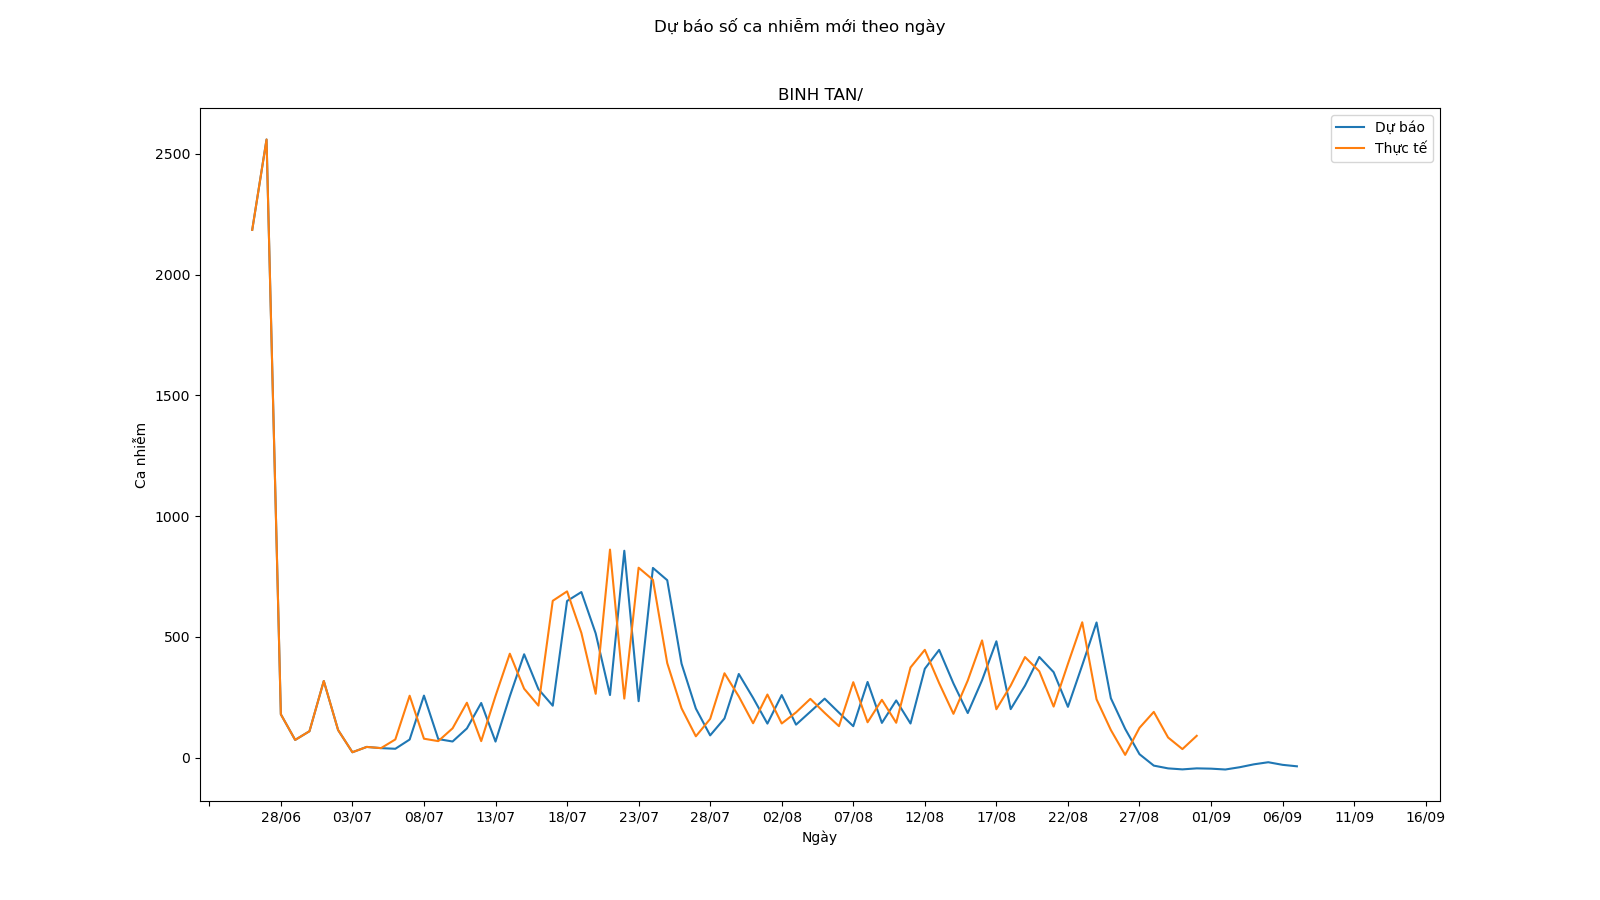 Dự báo số ca nhiễm mới theo ngày
BINH TAN/
Dự báo
Thực tế
2500
2000
1500
1000
500
0
Ca nhiễm
28/06 03/07 08/07 13/07 18/07 23/07 28/07 02/08 07/08 12/08 17/08 22/08 27/08 01/09 06/09 11/09 16/09
Ngày